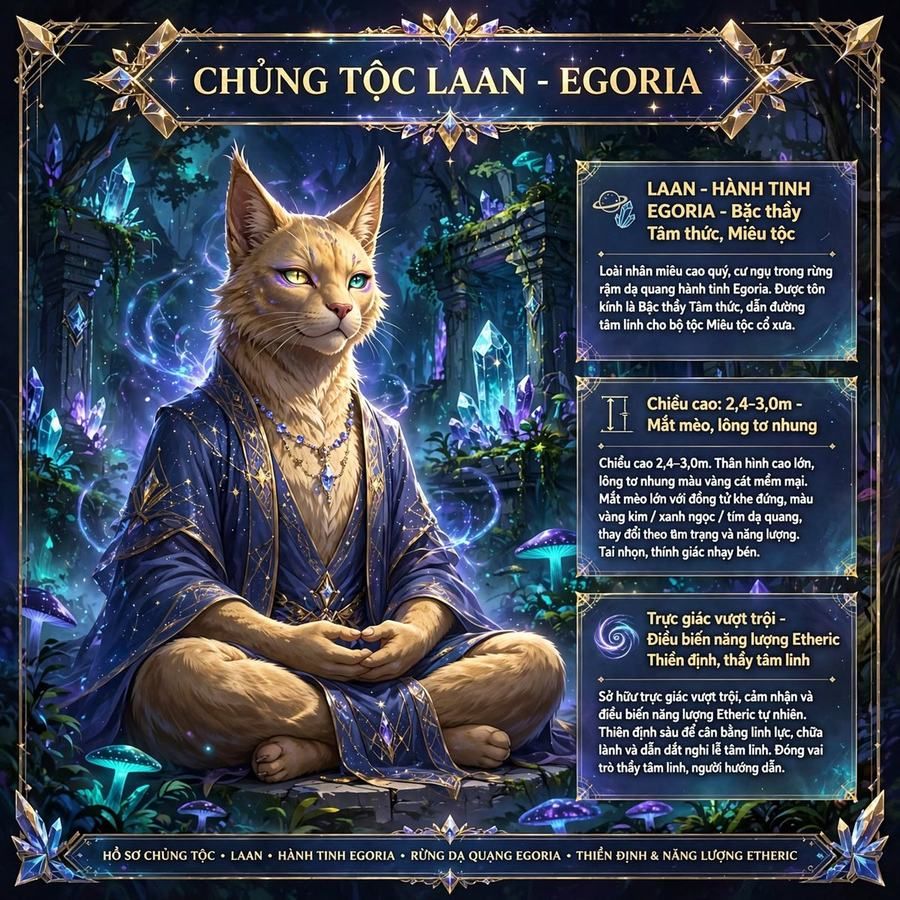 CHỦNG TỘC LAAN - EGORIA
LAAN - HÀNH TINH
EGORIA - Bặc thầy
Tâm thức, Miêu tộc
Loài nhân miêu cao quý, cư ngụ trong rừng
rậm dạ quang hành tinh Egoria. Được tôn
kính là Bặc thầy Tâm thức, dẫn đường
tâm linh cho bộ tộc Miêu tộc cổ xưa.
Chiều cao: 2,4–3,0m –
Mắt mèo, lông tơ nhung
Chiều cao 2,4–3,0m. Thân hình cao lớn,
lông tơ nhung màu vàng cát mềm mại.
Mắt mèo lớn với đồng tử khe đứng, màu
vàng kim / xanh ngọc / tím dạ quang,
thay đổi theo tâm trạng và năng lượng.
Tai nhọn, thính giác nhạy bén.
Trực giác vượt trội –
Điều biến năng lượng Etheric
Thiền định, thầy tâm linh
Sở hữu trực giác vượt trội, cảm nhận và
điều biến năng lượng Etheric tự nhiên.
Thiền định sâu để cân bằng linh lực, chữa
lành và dẫn dắt nghi lễ tâm linh. Đóng vai
trò thầy tâm linh, người hướng dẫn.
HỒ SƠ CHỦNG TỘC • LAAN • HÀNH TINH EGORIA • RỪNG DẠ QUANG EGORIA • THIỀN ĐỊNH & NĂNG LƯỢNG ETHERIC